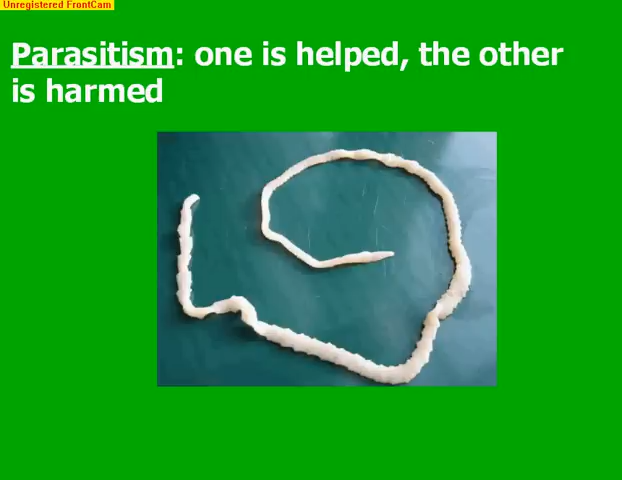 Unregistered FrontCam
Parasitism: one is helped, the other
is harmed